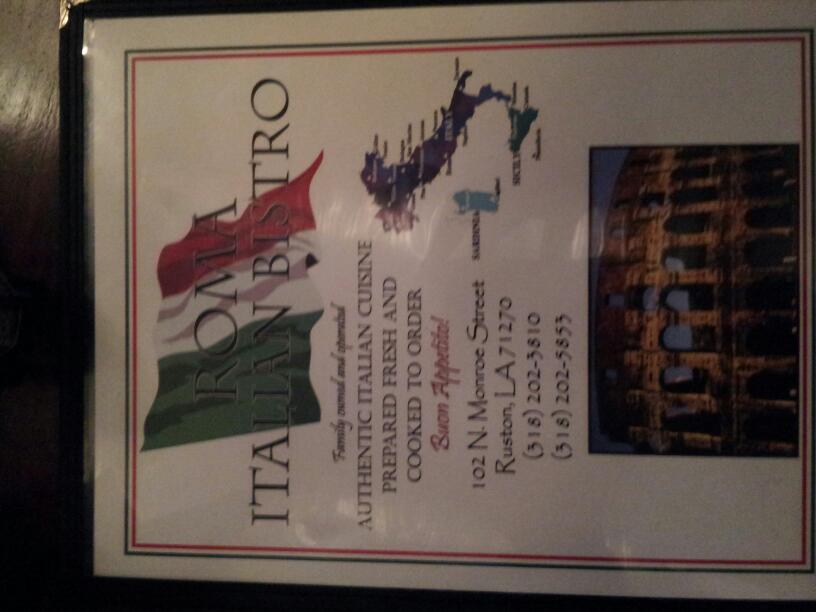 ROMA
ITALIAN BISTRO
Family owned and operated
AUTHENTIC ITALIAN CUISINE
PREPARED FRESH AND
COOKED TO ORDER
Buon Appetito!
SARDINIA
SICILY
102 N. Monroe Street
Ruston, LA 71270
(318) 202-3810
(318) 202-5853